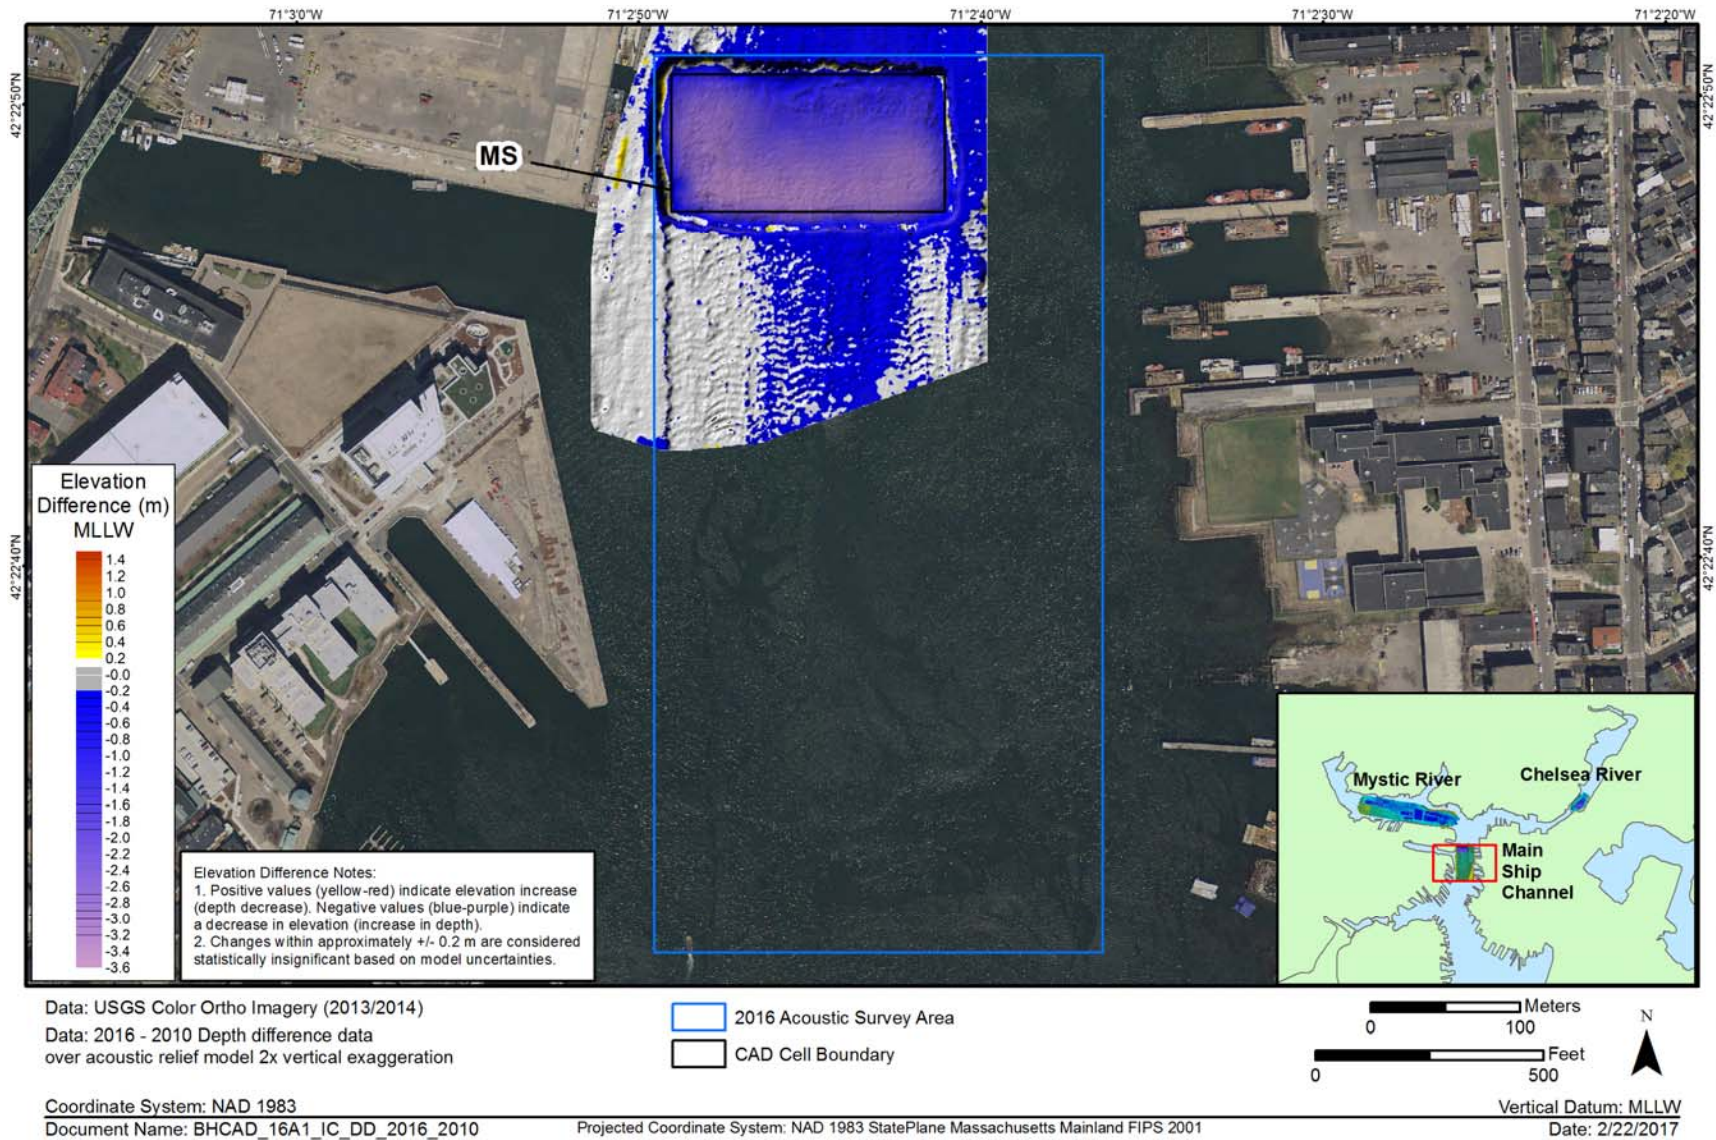 71°3'0"W
71°2'50"W
71°2'40"W
71°2'30"W
71°2'20"W
42°22'50"N
42°22'50"N
MS
42°22'40"N
42°22'40"N
Elevation
Difference (m)
MLLW
1.4
1.2
1.0
0.8
0.6
0.4
0.2
-0.0
-0.2
-0.4
-0.6
-0.8
-1.0
-1.2
-1.4
-1.6
-1.8
-2.0
-2.2
-2.4
-2.6
-2.8
-3.0
-3.2
-3.4
-3.6
Elevation Difference Notes:
1. Positive values (yellow-red) indicate elevation increase
(depth decrease). Negative values (blue-purple) indicate
a decrease in elevation (increase in depth).
2. Changes within approximately +/- 0.2 m are considered
statistically insignificant based on model uncertainties.
Mystic River
Chelsea River
Main
Ship
Channel
Data: USGS Color Ortho Imagery (2013/2014)
Data: 2016 - 2010 Depth difference data
over acoustic relief model 2x vertical exaggeration
2016 Acoustic Survey Area
CAD Cell Boundary
Meters
0 100
Feet
0 500
N
Coordinate System: NAD 1983
Vertical Datum: MLLW
Document Name: BHCAD_16A1_IC_DD_2016_2010
Projected Coordinate System: NAD 1983 StatePlane Massachusetts Mainland FIPS 2001
Date: 2/22/2017